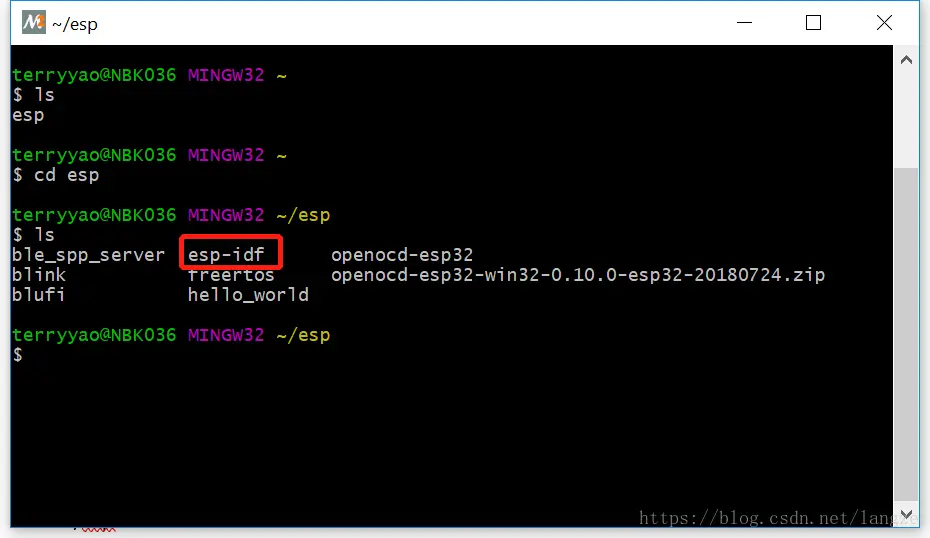 ~/esp
terryyao@NBK036 MINGW32 ~
$ ls
esp
terryyao@NBK036 MINGW32 ~
$ cd esp
terryyao@NBK036 MINGW32 ~/esp
$ ls
ble_spp_server esp-idf openocd-esp32
blink freertos openocd-esp32-win32-0.10.0-esp32-20180724.zip
blufi hello_world
terryyao@NBK036 MINGW32 ~/esp
$
https://blog.csdn.net/langze